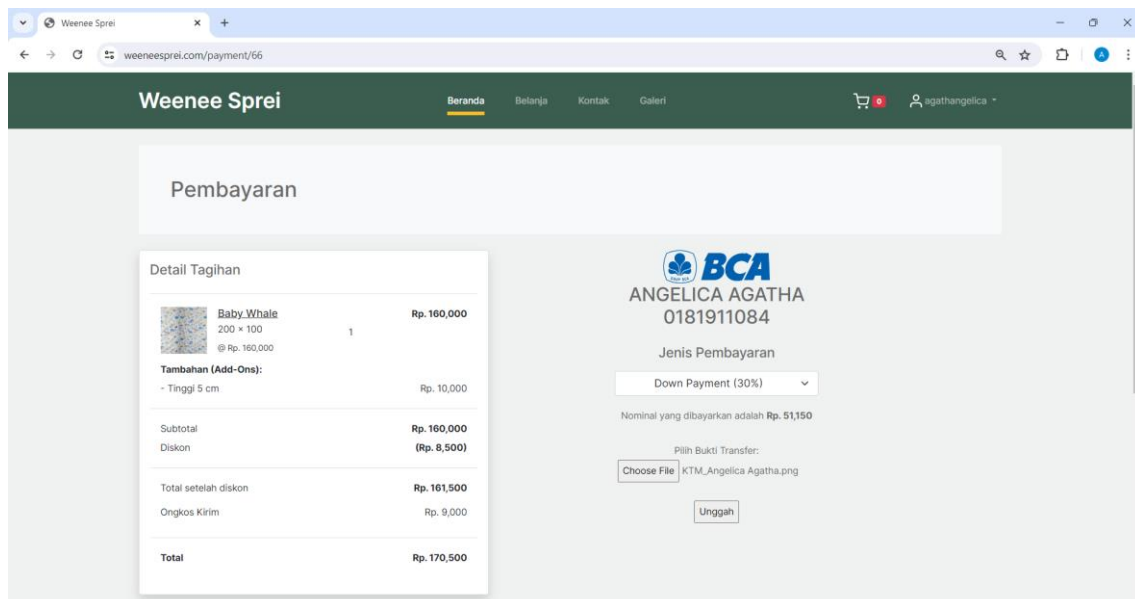 Weenee Sprei
weeneesprei.com/payment/66
A
Weenee Sprei
Beranda
Belanja
Kontak
Galeri
0
agathangelica
Pembayaran
Detail Tagihan
Baby Whale
Rp. 160,000
200 × 100
1
@ Rp. 160,000
Tambahan (Add-Ons):
- Tinggi 5 cm Rp. 10,000
Subtotal Rp. 160,000
Diskon (Rp. 8,500)
Total setelah diskon Rp. 161,500
Ongkos Kirim Rp. 9,000
Total Rp. 170,500
BCA
ANGELICA AGATHA
0181911084
Jenis Pembayaran
Down Payment (30%)
Nominal yang dibayarkan adalah Rp. 51,150
Pilih Bukti Transfer:
Choose File KTM_Angelica Agatha.png
Unggah